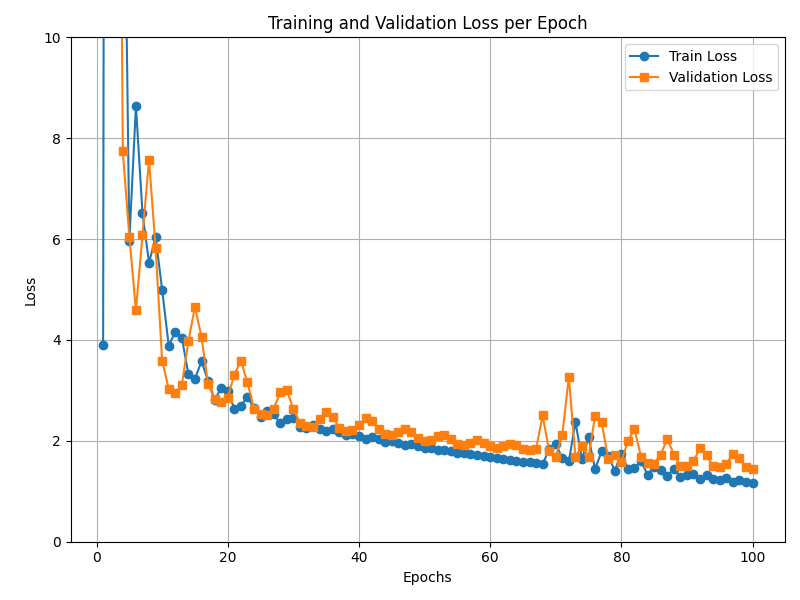 Training and Validation Loss per Epoch
Train Loss
Validation Loss
Loss
10
8
6
4
2
0
0 20 40 60 80 100
Epochs